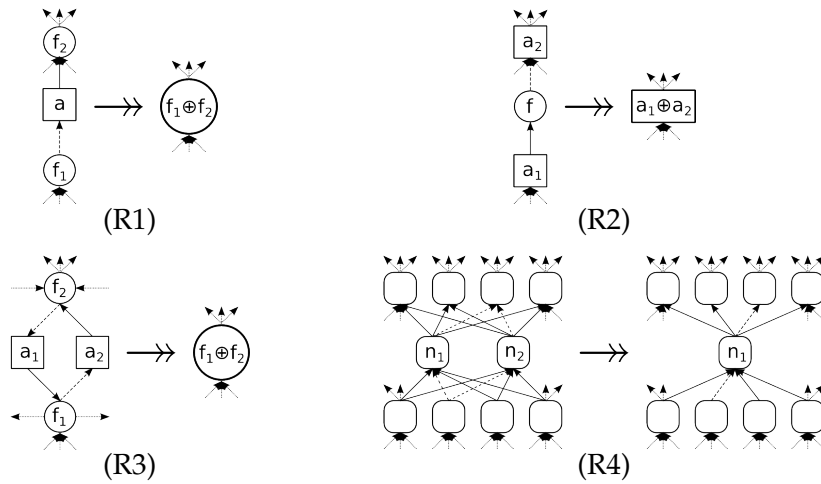 f₂
a
f₁
f₁⊕f₂
(R1)
a₂
f
a₁
a₁⊕a₂
(R2)
f₂
a₁ a₂
f₁
f₁⊕f₂
(R3)
n₁ n₂
n₁
(R4)